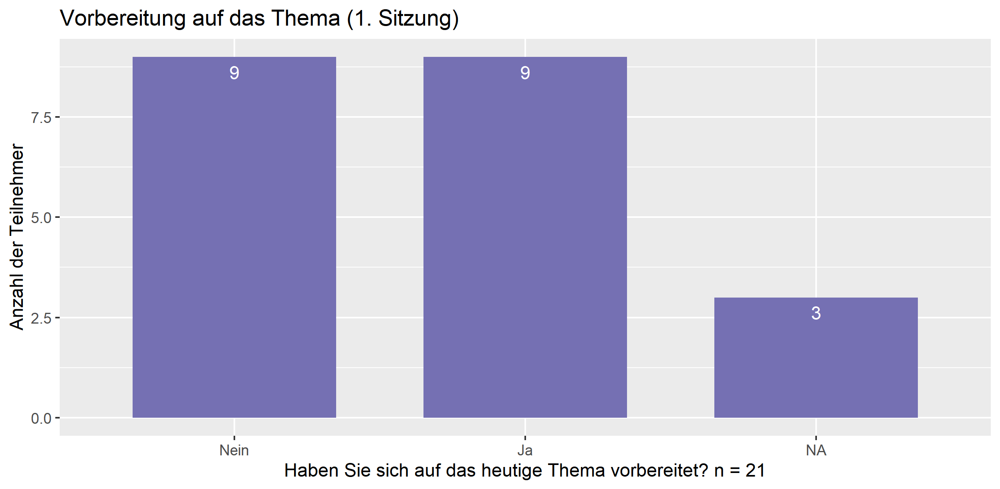 Vorbereitung auf das Thema (1. Sitzung)
Anzahl der Teilnehmer
7.5
5.0
2.5
0.0
9
9
3
Nein
Ja
NA
Haben Sie sich auf das heutige Thema vorbereitet? n = 21